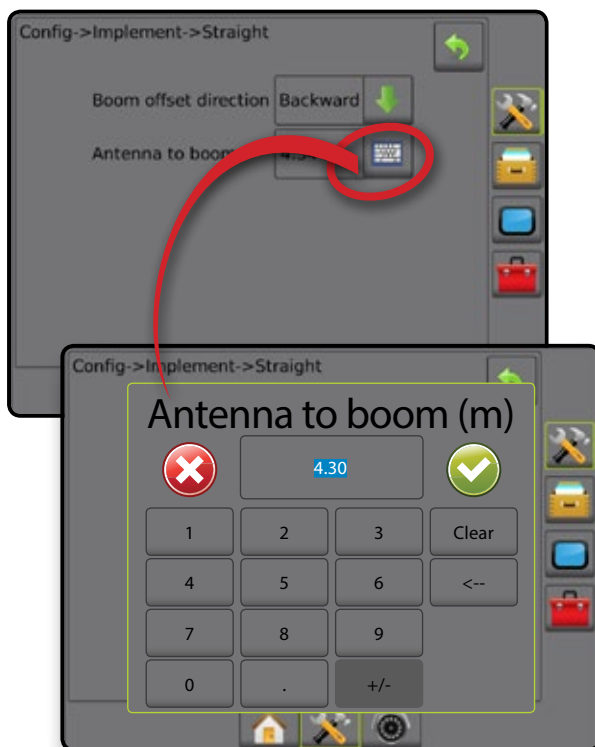 Config->Implement->Straight
Boom offset direction Backward
Antenna to boom
Config->Implement->Straight
Antenna to boom (m)
4.30
1 2 3 Clear
4 5 6 <--
7 8 9
0 . +/-